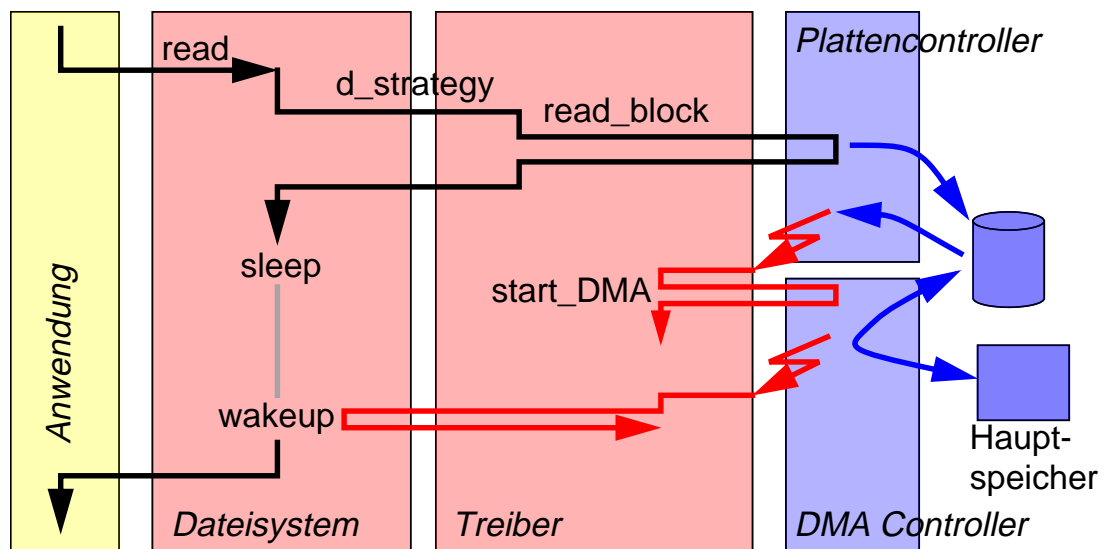 Plattencontroller
read
d_strategy
read_block
sleep
start_DMA
Anwendung
wakeup
Haupt-
speicher
Dateisystem
Treiber
DMA Controller